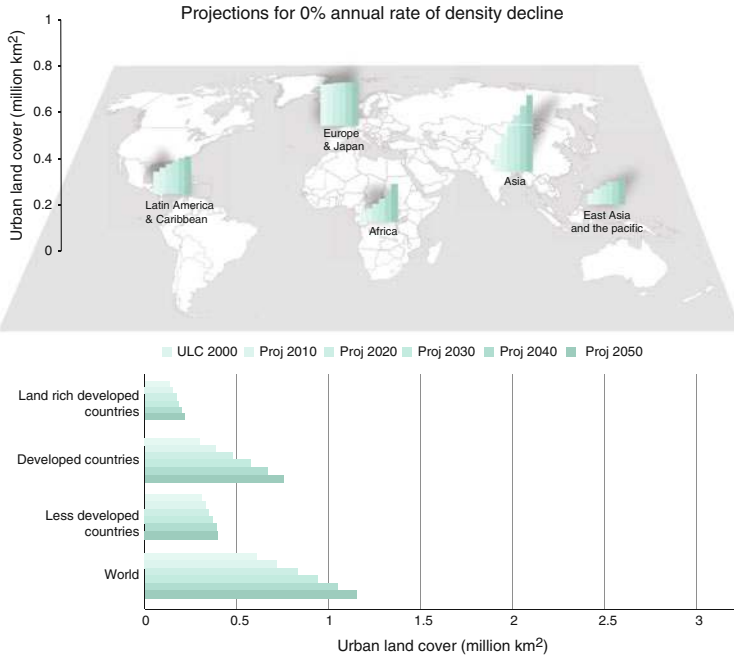 Projections for 0% annual rate of density decline
Urban land cover (million km²)
1
0.8
0.6
0.4
0.2
0
Europe
& Japan
Asia
Latin America
& Caribbean
Africa
East Asia
and the pacific
ULC 2000 Proj 2010 Proj 2020 Proj 2030 Proj 2040 Proj 2050
Land rich developed
countries
Developed countries
Less developed
countries
World
0 0.5 1 1.5 2 2.5 3
Urban land cover (million km²)